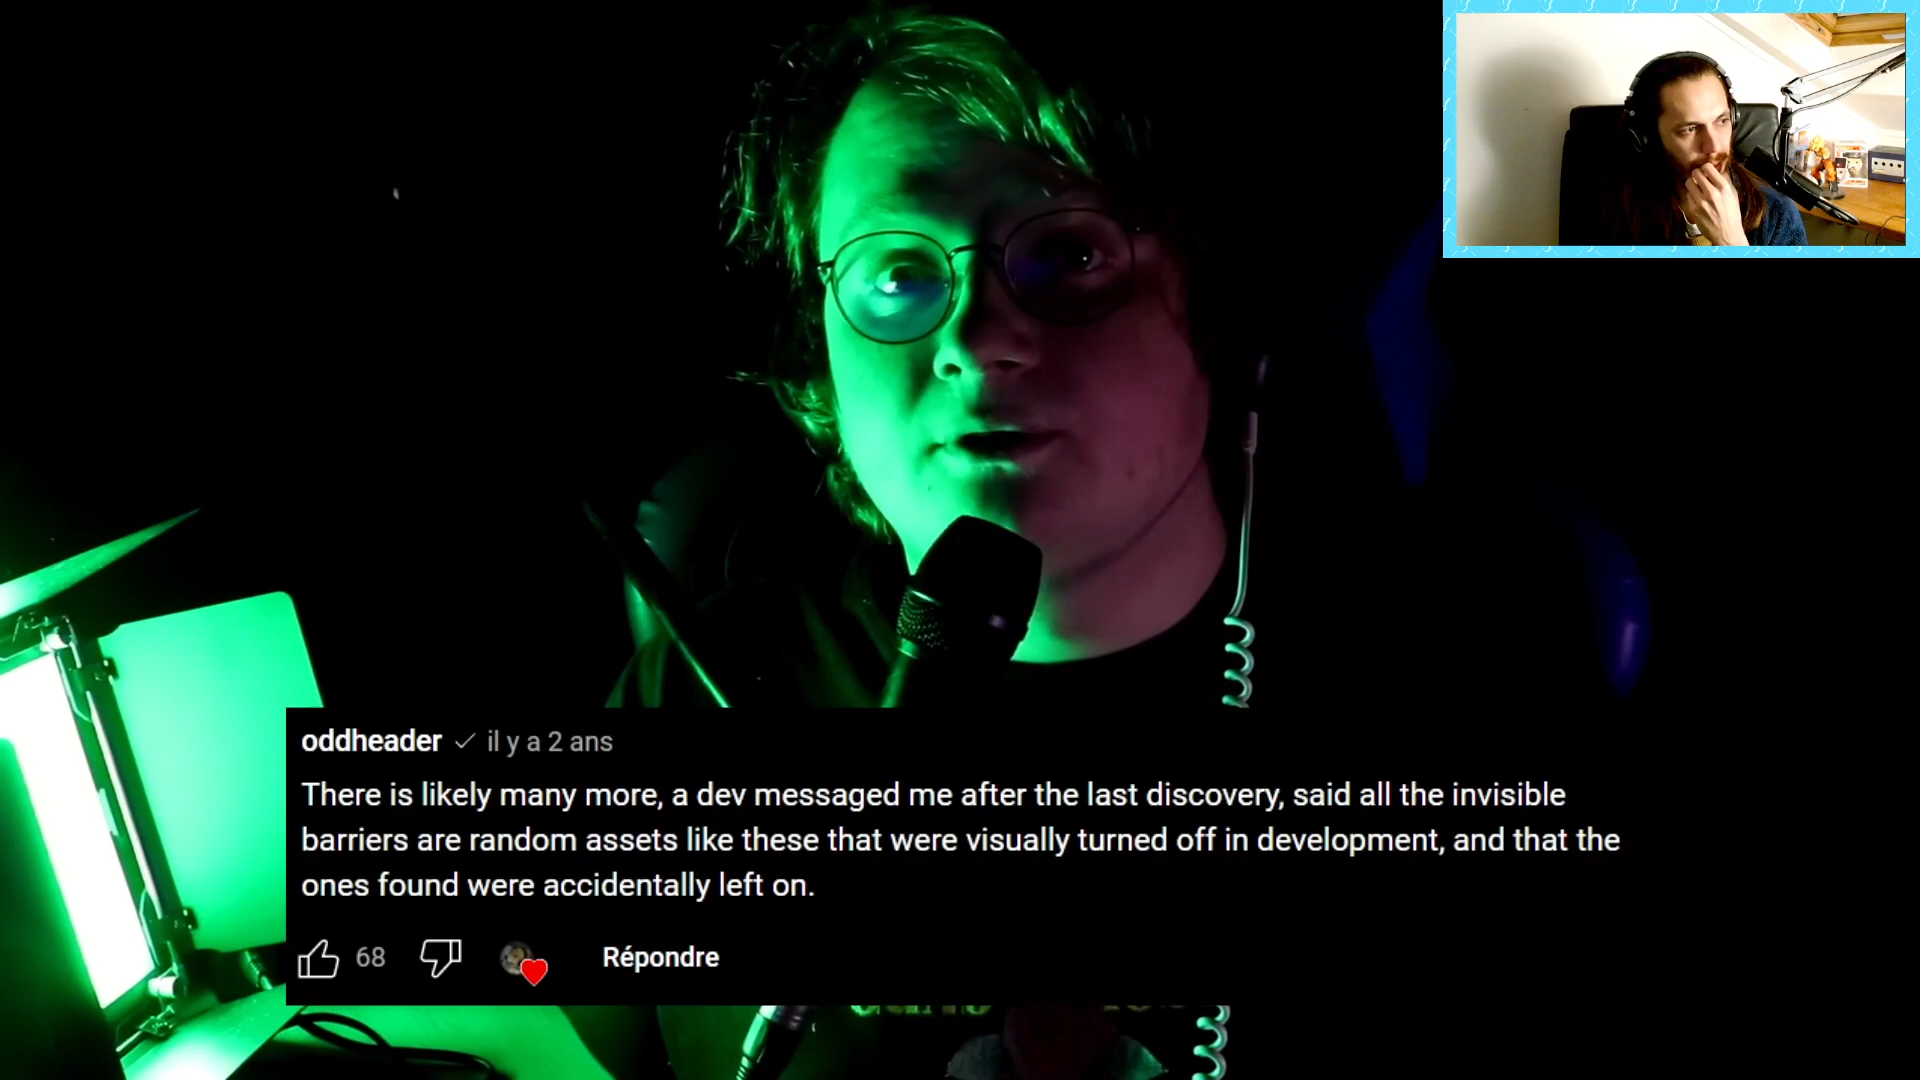 oddheader il y a 2 ans
There is likely many more, a dev messaged me after the last discovery, said all the invisible
barriers are random assets like these that were visually turned off in development, and that the
ones found were accidentally left on.
68 Répondre